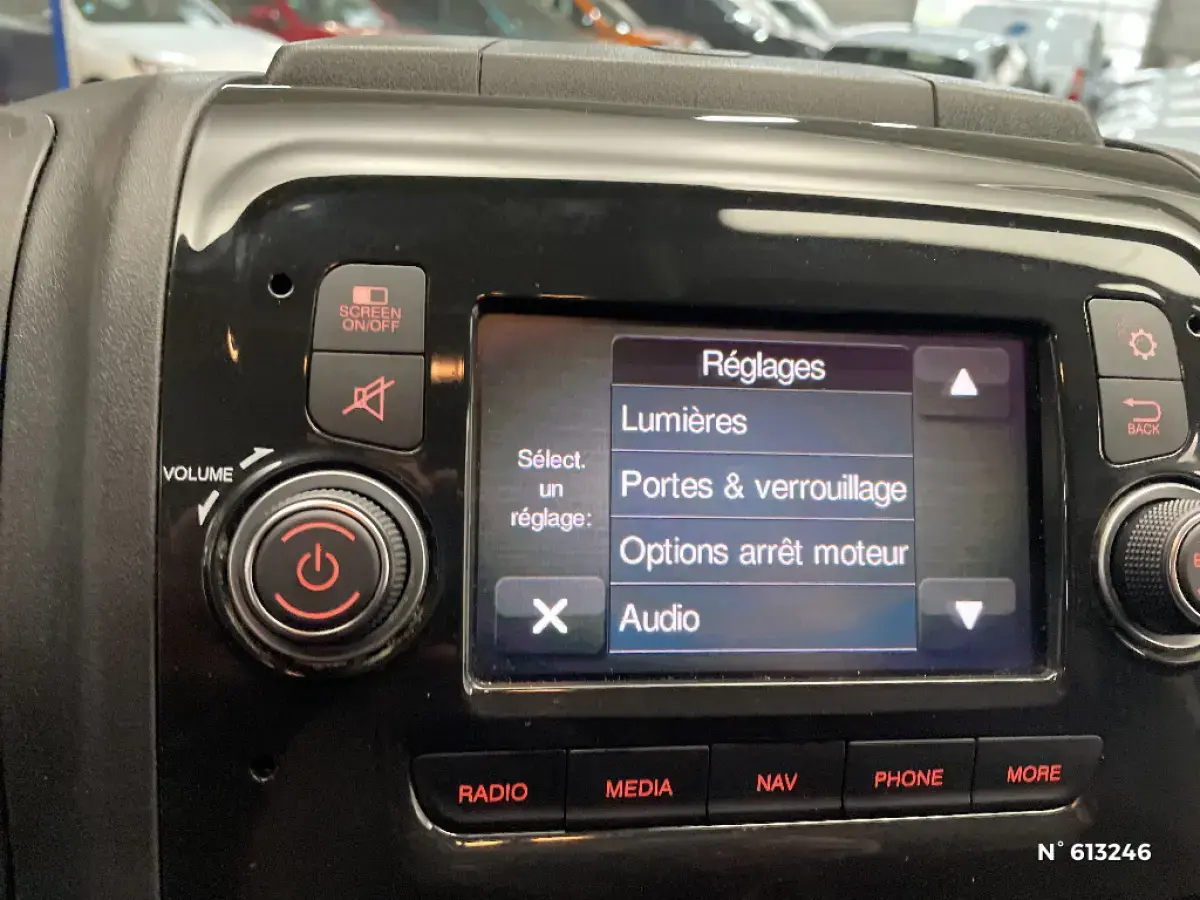 SCREEN
ON/OFF
VOLUME
BACK
Réglages
Lumières
Portes & verrouillage
Options arrêt moteur
Audio
Sélect.
un
réglage:
RADIO
MEDIA
NAV
PHONE
MORE
N° 613246